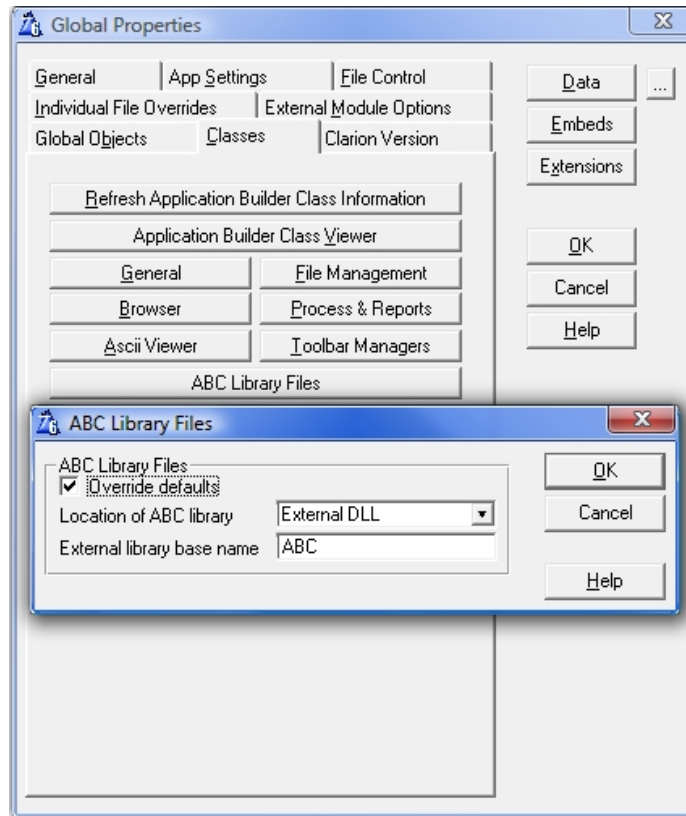 Global Properties
General App Settings File Control
Individual File Overrides External Module Options
Global Objects Classes Clarion Version
Data ...
Embeds
Extensions
Refresh Application Builder Class Information
Application Builder Class Viewer
General File Management
Browser Process & Reports
Ascii Viewer Toolbar Managers
ABC Library Files
OK
Cancel
Help
ABC Library Files
ABC Library Files
Override defaults
Location of ABC library External DLL
External library base name ABC
OK
Cancel
Help